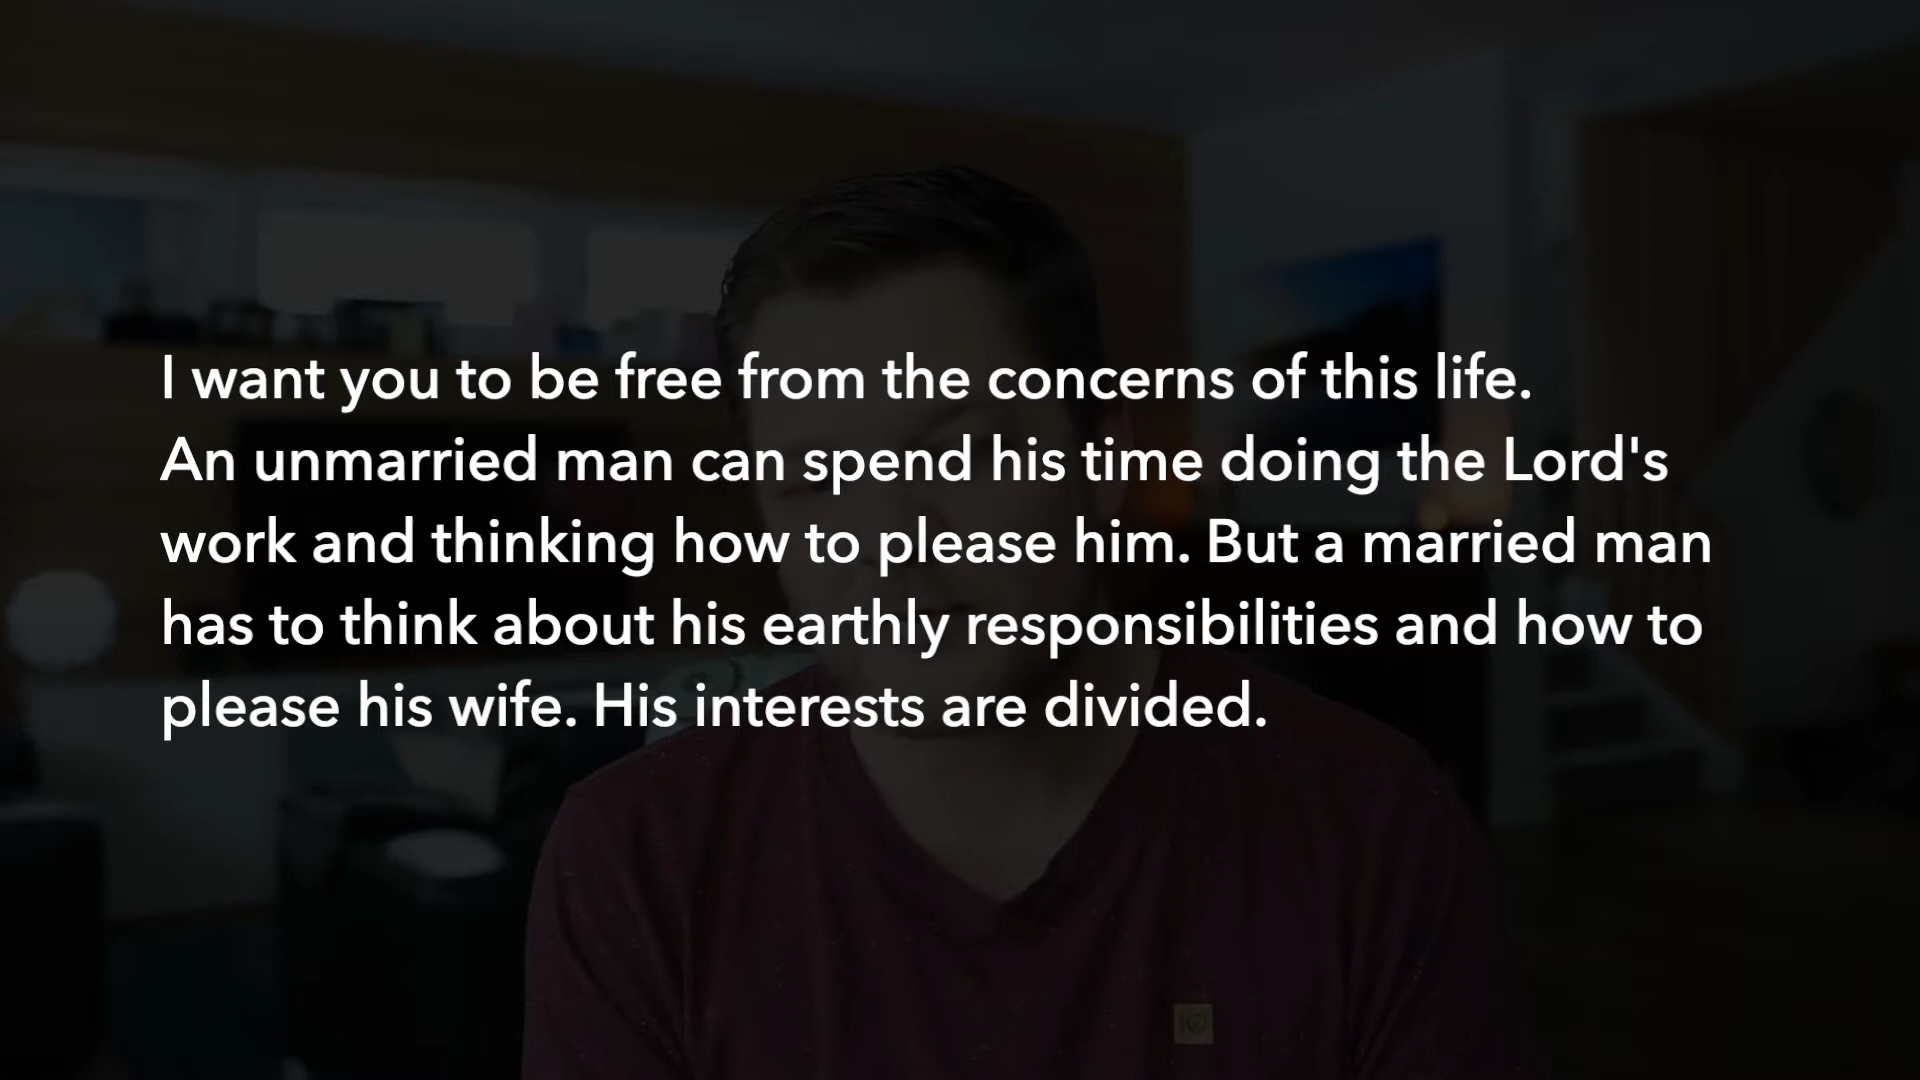 I want you to be free from the concerns of this life.
An unmarried man can spend his time doing the Lord's
work and thinking how to please him. But a married man
has to think about his earthly responsibilities and how to
please his wife. His interests are divided.